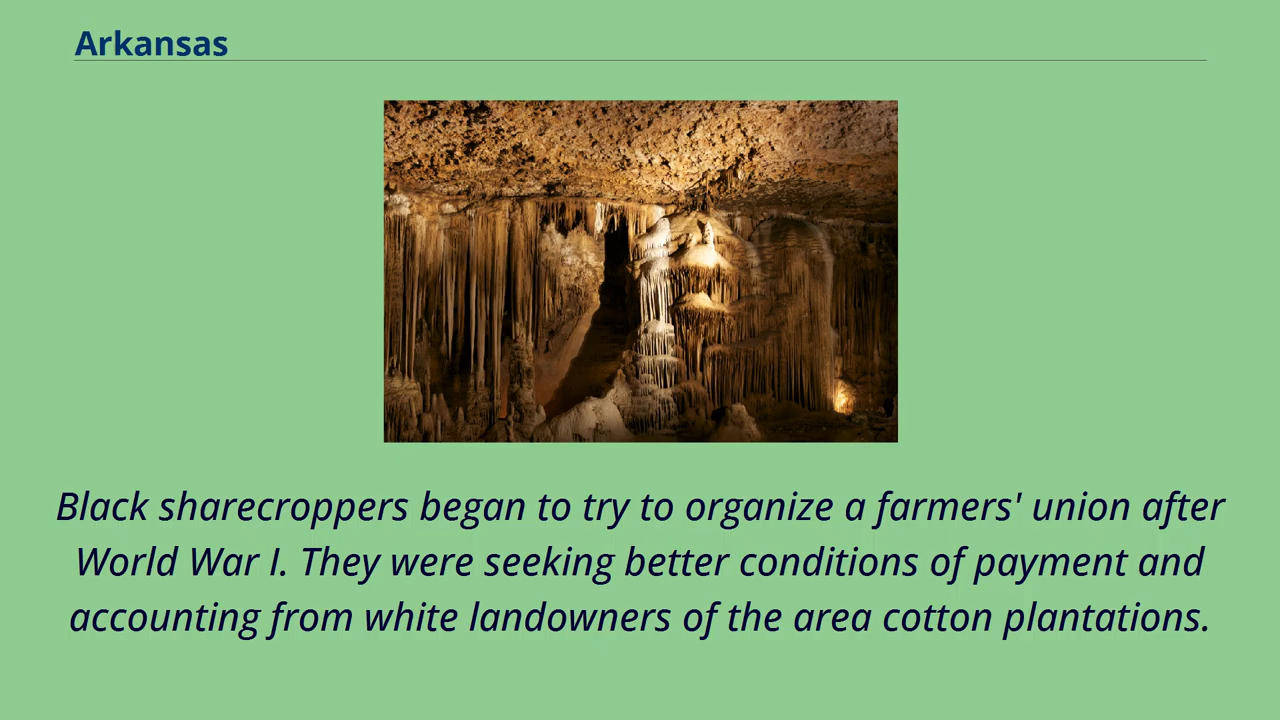 Arkansas
Black sharecroppers began to try to organize a farmers' union after
World War I. They were seeking better conditions of payment and
accounting from white landowners of the area cotton plantations.